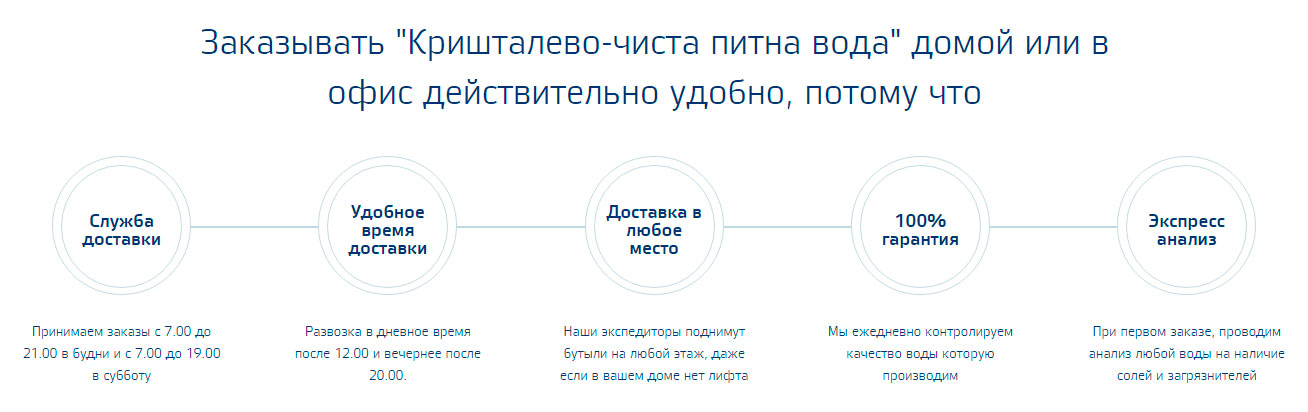 Заказывать "Кришталево-чиста питна вода" домой или в
офис действительно удобно, потому что
Служба
доставки
Принимаем заказы с 7.00 до
21.00 в будни и с 7.00 до 19.00
в субботу
Удобное
время
доставки
Развозка в дневное время
после 12.00 и вечернее после
20.00.
Доставка в
любое
место
Наши экспедиторы поднимут
бутыли на любой этаж, даже
если в вашем доме нет лифта
100%
гарантия
Мы ежедневно контролируем
качество воды которую
производим
Экспресс
анализ
При первом заказе, проводим
анализ любой воды на наличие
солей и загрязнителей